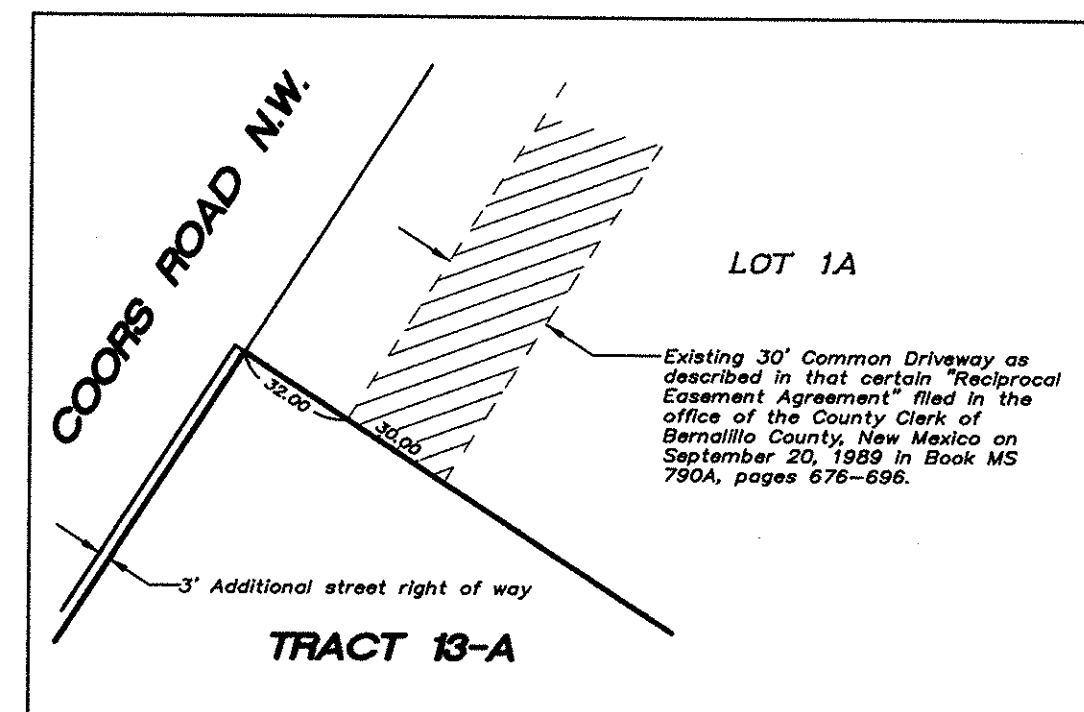 COORS ROAD N.W.
LOT 1A
Existing 30' Common Driveway as
described in that certain "Reciprocal
Easement Agreement" filed in the
office of the County Clerk of
Bernalillo County, New Mexico on
September 20, 1989 in Book MS
790A, pages 676-696.
32.00
30.00
3' Additional street right of way
TRACT 13-A